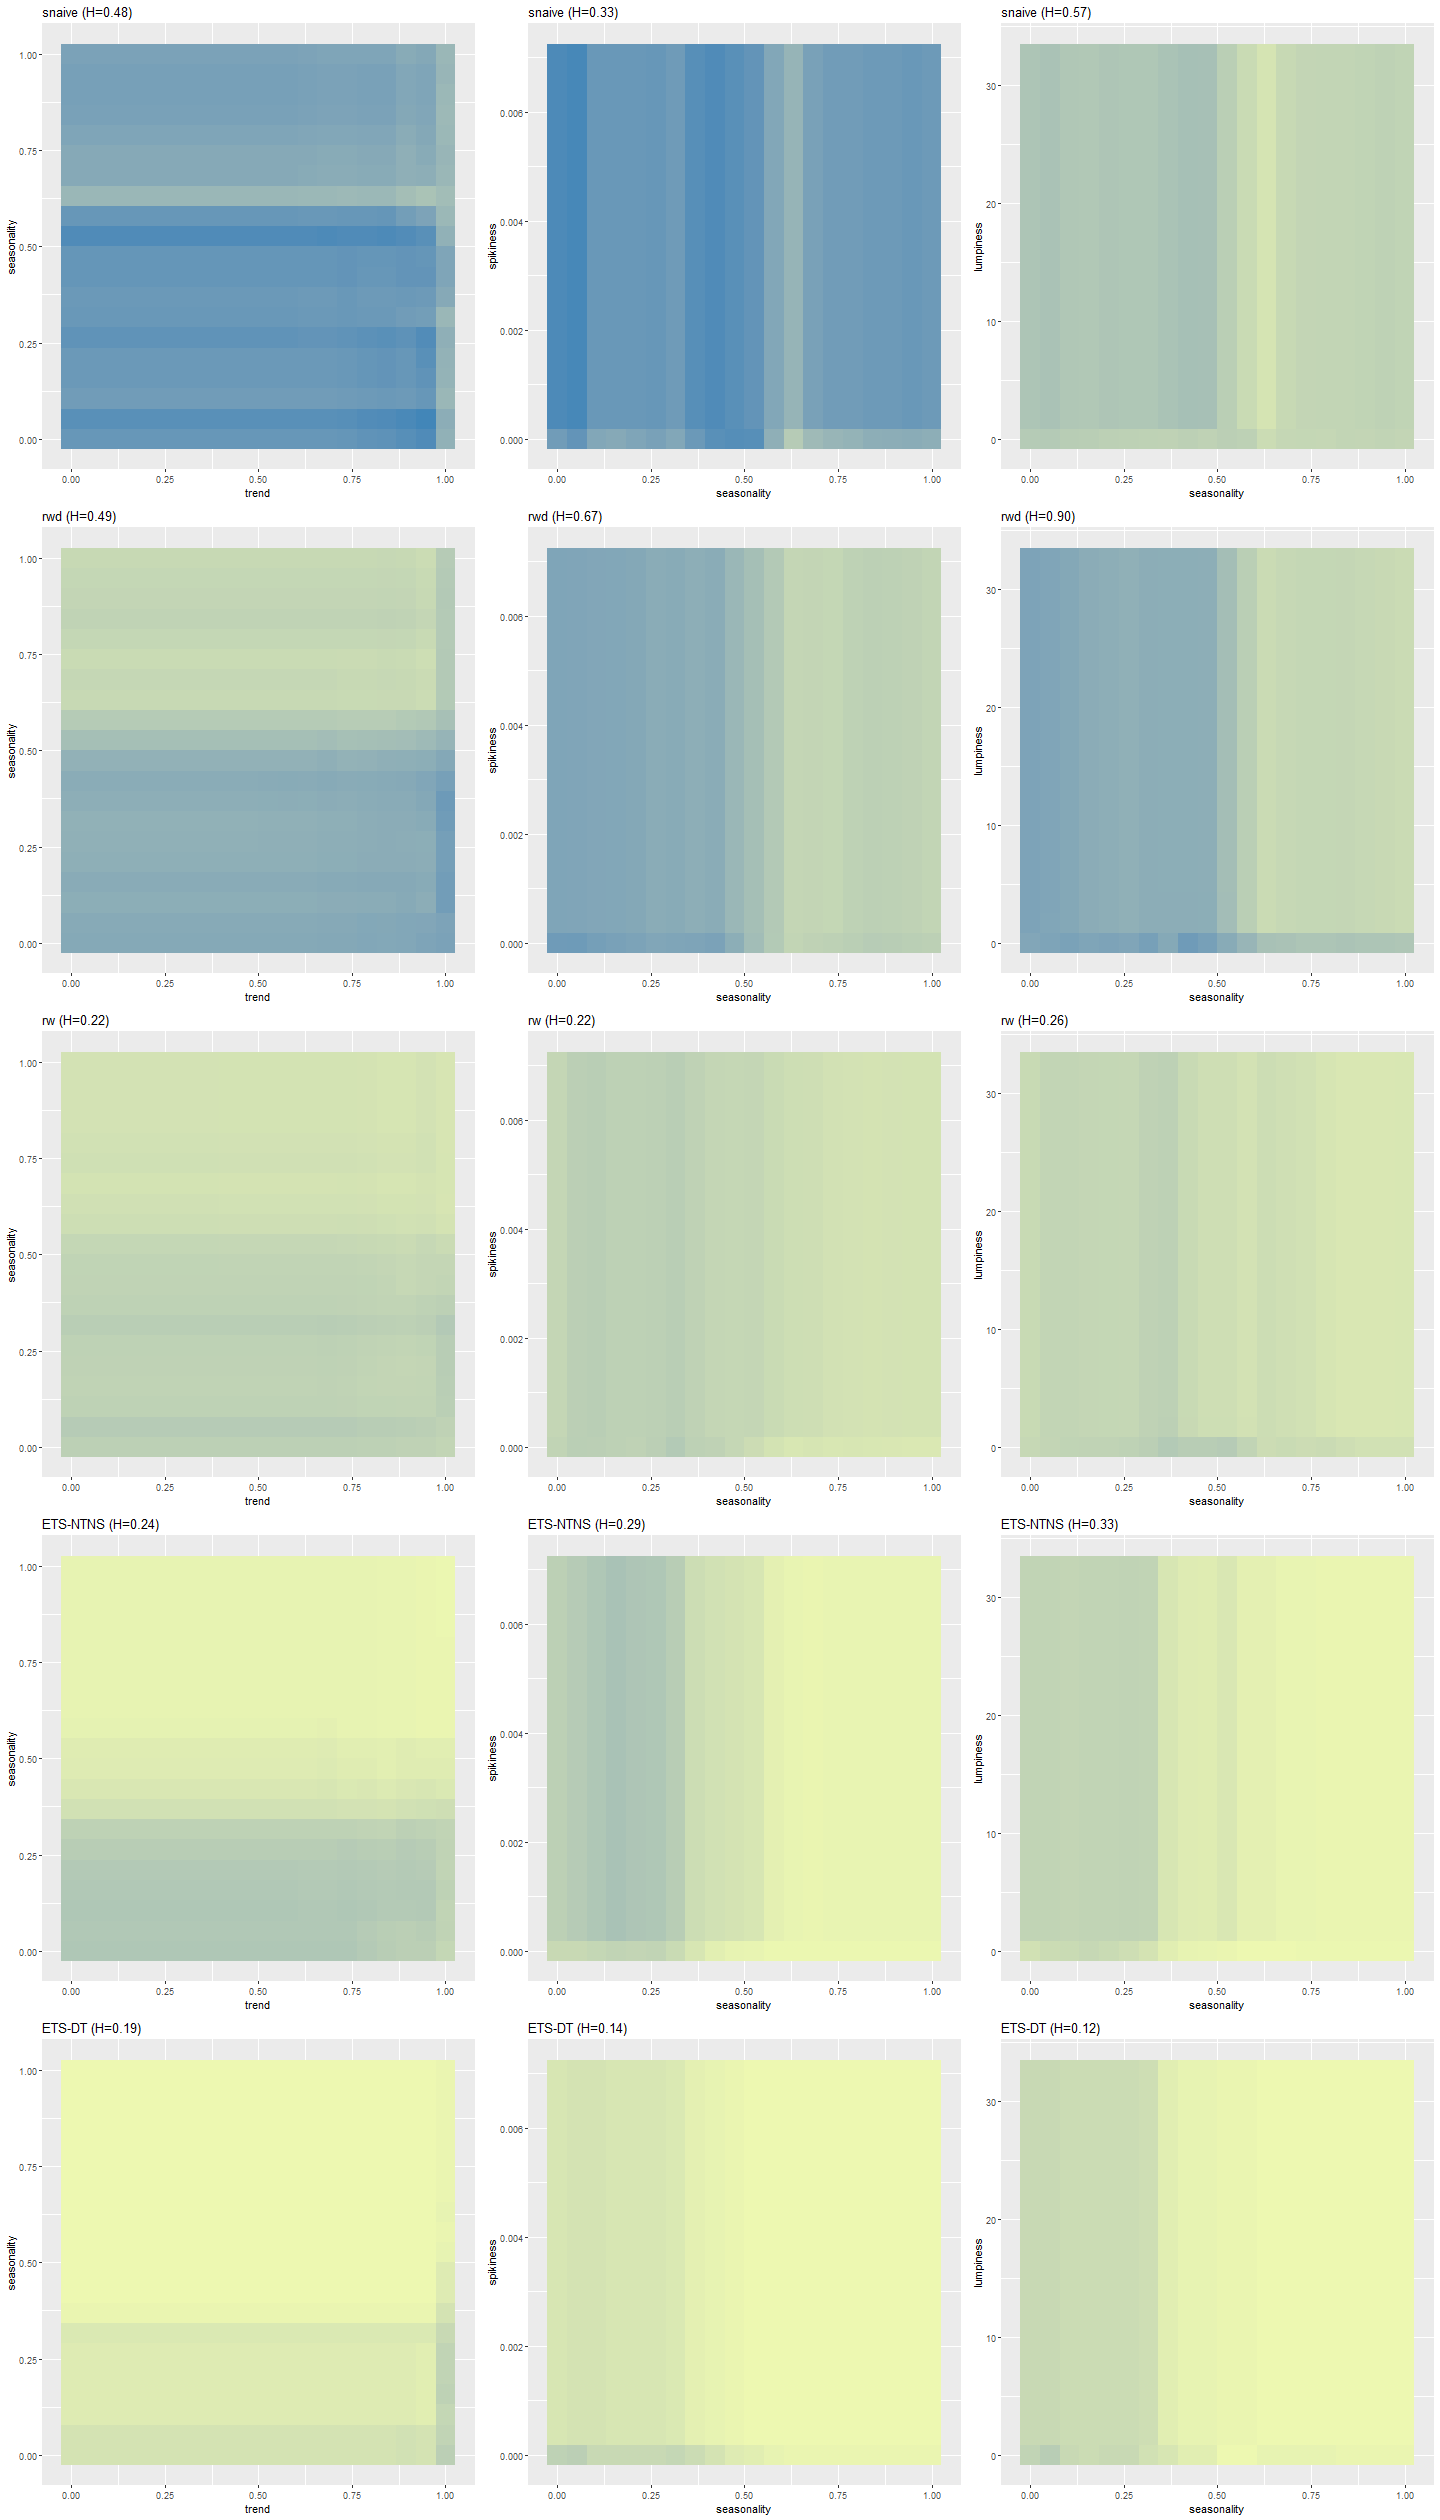 snaive (H=0.48)
1.00
0.75
0.50
0.25
0.00
seasonality
0.00 0.25 0.50 0.75 1.00
trend
snaive (H=0.33)
0.006
0.004
0.002
0.000
spikiness
0.00 0.25 0.50 0.75 1.00
seasonality
snaive (H=0.57)
30
20
10
0
lumpiness
0.00 0.25 0.50 0.75 1.00
seasonality
rwd (H=0.49)
1.00
0.75
0.50
0.25
0.00
seasonality
0.00 0.25 0.50 0.75 1.00
trend
rwd (H=0.67)
0.006
0.004
0.002
0.000
spikiness
0.00 0.25 0.50 0.75 1.00
seasonality
rwd (H=0.90)
30
20
10
0
lumpiness
0.00 0.25 0.50 0.75 1.00
seasonality
rw (H=0.22)
1.00
0.75
0.50
0.25
0.00
seasonality
0.00 0.25 0.50 0.75 1.00
trend
rw (H=0.22)
0.006
0.004
0.002
0.000
spikiness
0.00 0.25 0.50 0.75 1.00
seasonality
rw (H=0.26)
30
20
10
0
lumpiness
0.00 0.25 0.50 0.75 1.00
seasonality
ETS-NTNS (H=0.24)
1.00
0.75
0.50
0.25
0.00
seasonality
0.00 0.25 0.50 0.75 1.00
trend
ETS-NTNS (H=0.29)
0.006
0.004
0.002
0.000
spikiness
0.00 0.25 0.50 0.75 1.00
seasonality
ETS-NTNS (H=0.33)
30
20
10
0
lumpiness
0.00 0.25 0.50 0.75 1.00
seasonality
ETS-DT (H=0.19)
1.00
0.75
0.50
0.25
0.00
seasonality
0.00 0.25 0.50 0.75 1.00
trend
ETS-DT (H=0.14)
0.006
0.004
0.002
0.000
spikiness
0.00 0.25 0.50 0.75 1.00
seasonality
ETS-DT (H=0.12)
30
20
10
0
lumpiness
0.00 0.25 0.50 0.75 1.00
seasonality